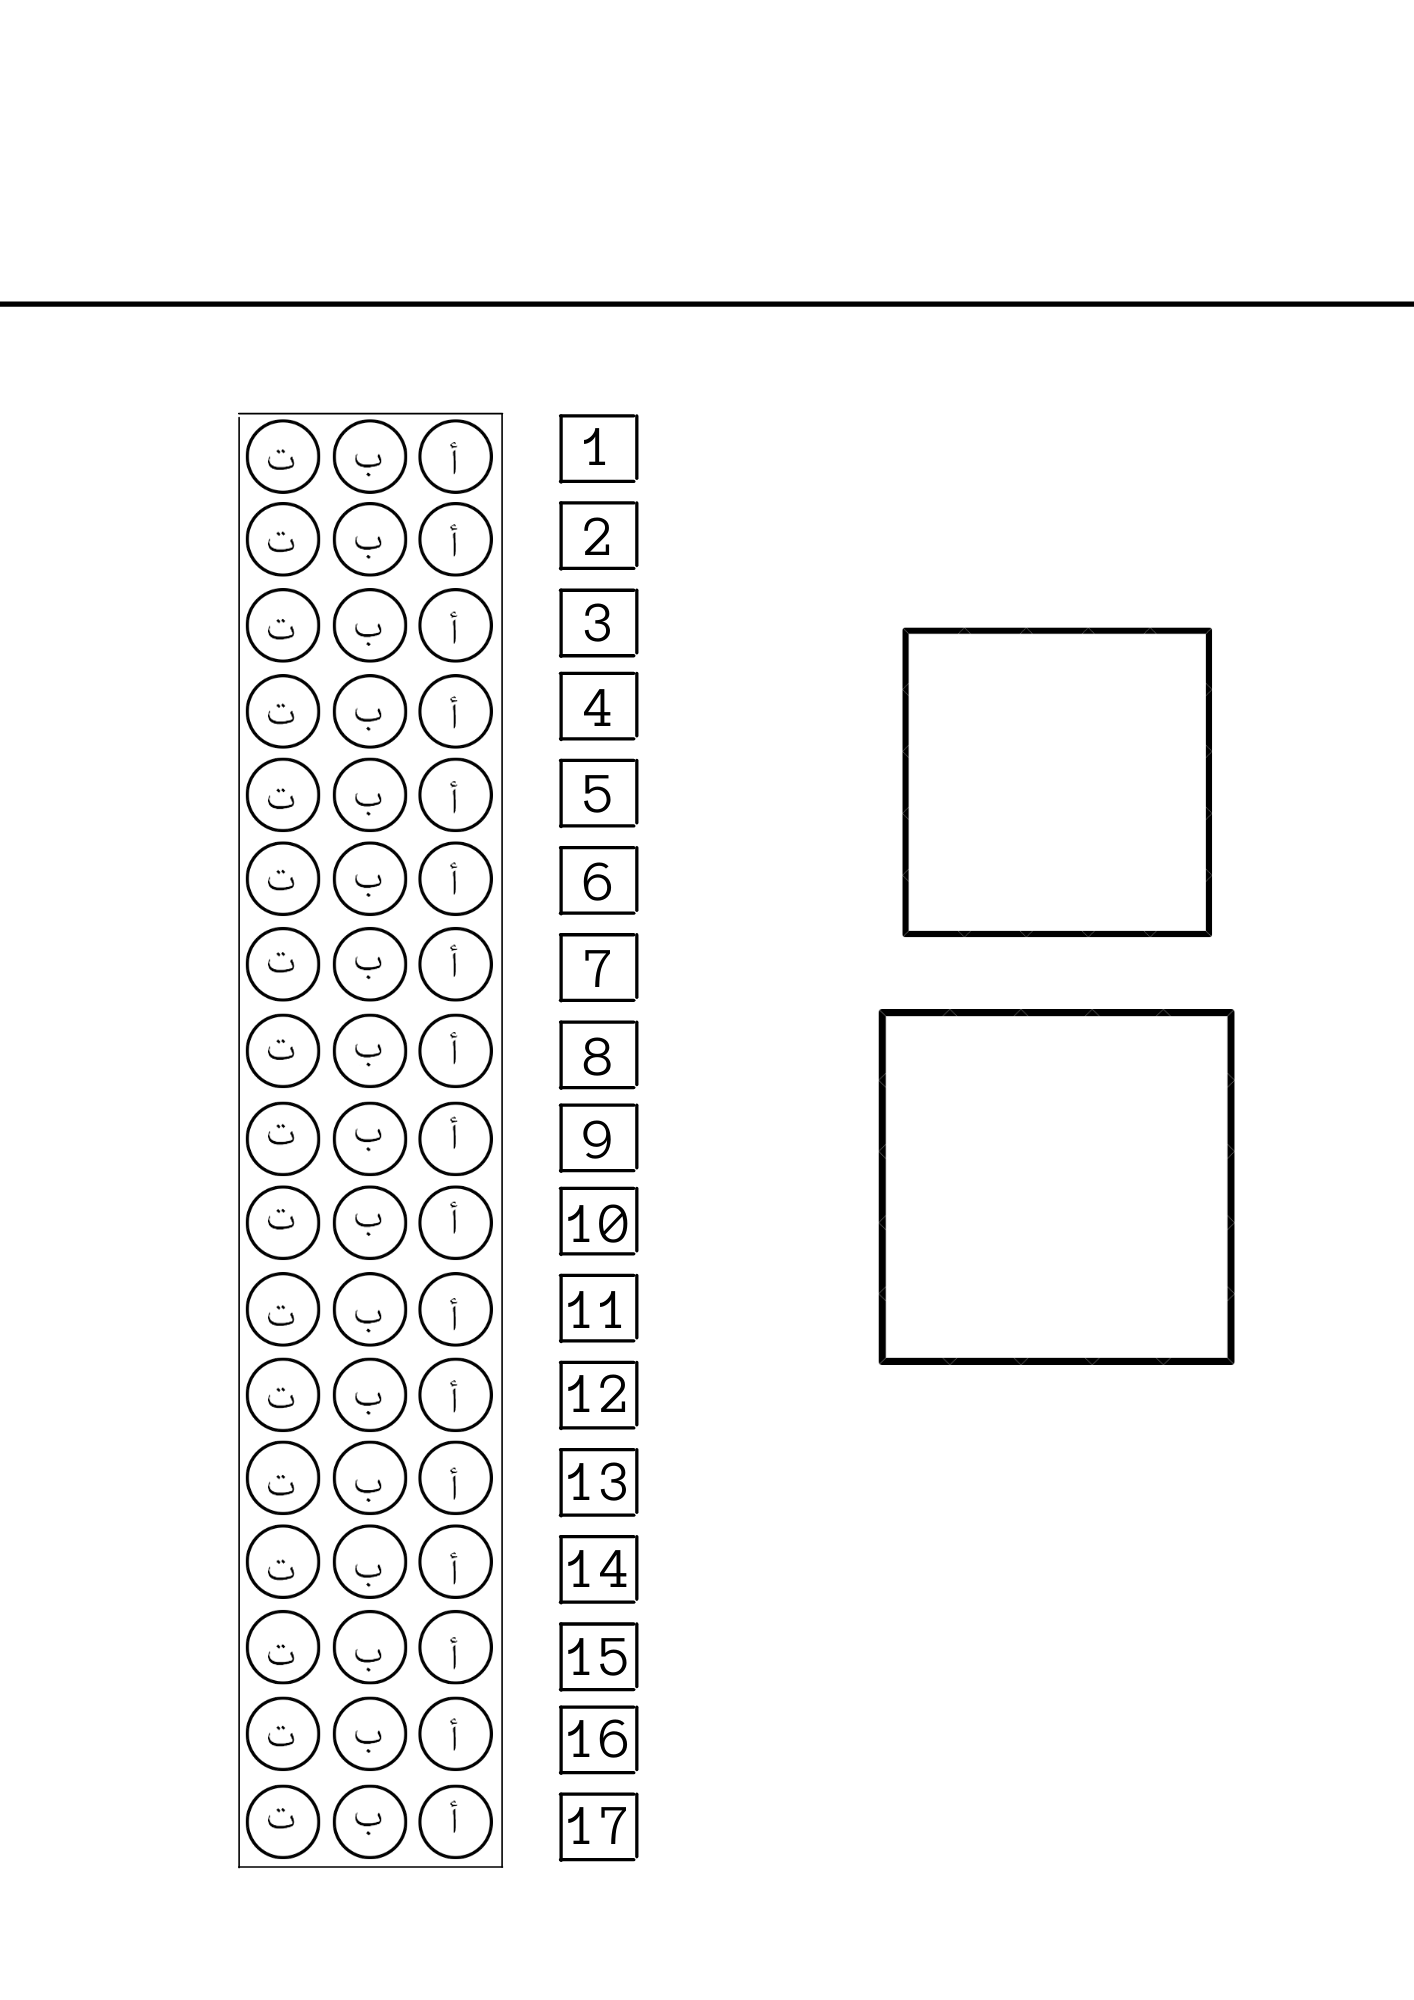 1 أ ب ت
2 أ ب ت
3 أ ب ت
4 أ ب ت
5 أ ب ت
6 أ ب ت
7 أ ب ت
8 أ ب ت
9 أ ب ت
10 أ ب ت
11 أ ب ت
12 أ ب ت
13 أ ب ت
14 أ ب ت
15 أ ب ت
16 أ ب ت
17 أ ب ت